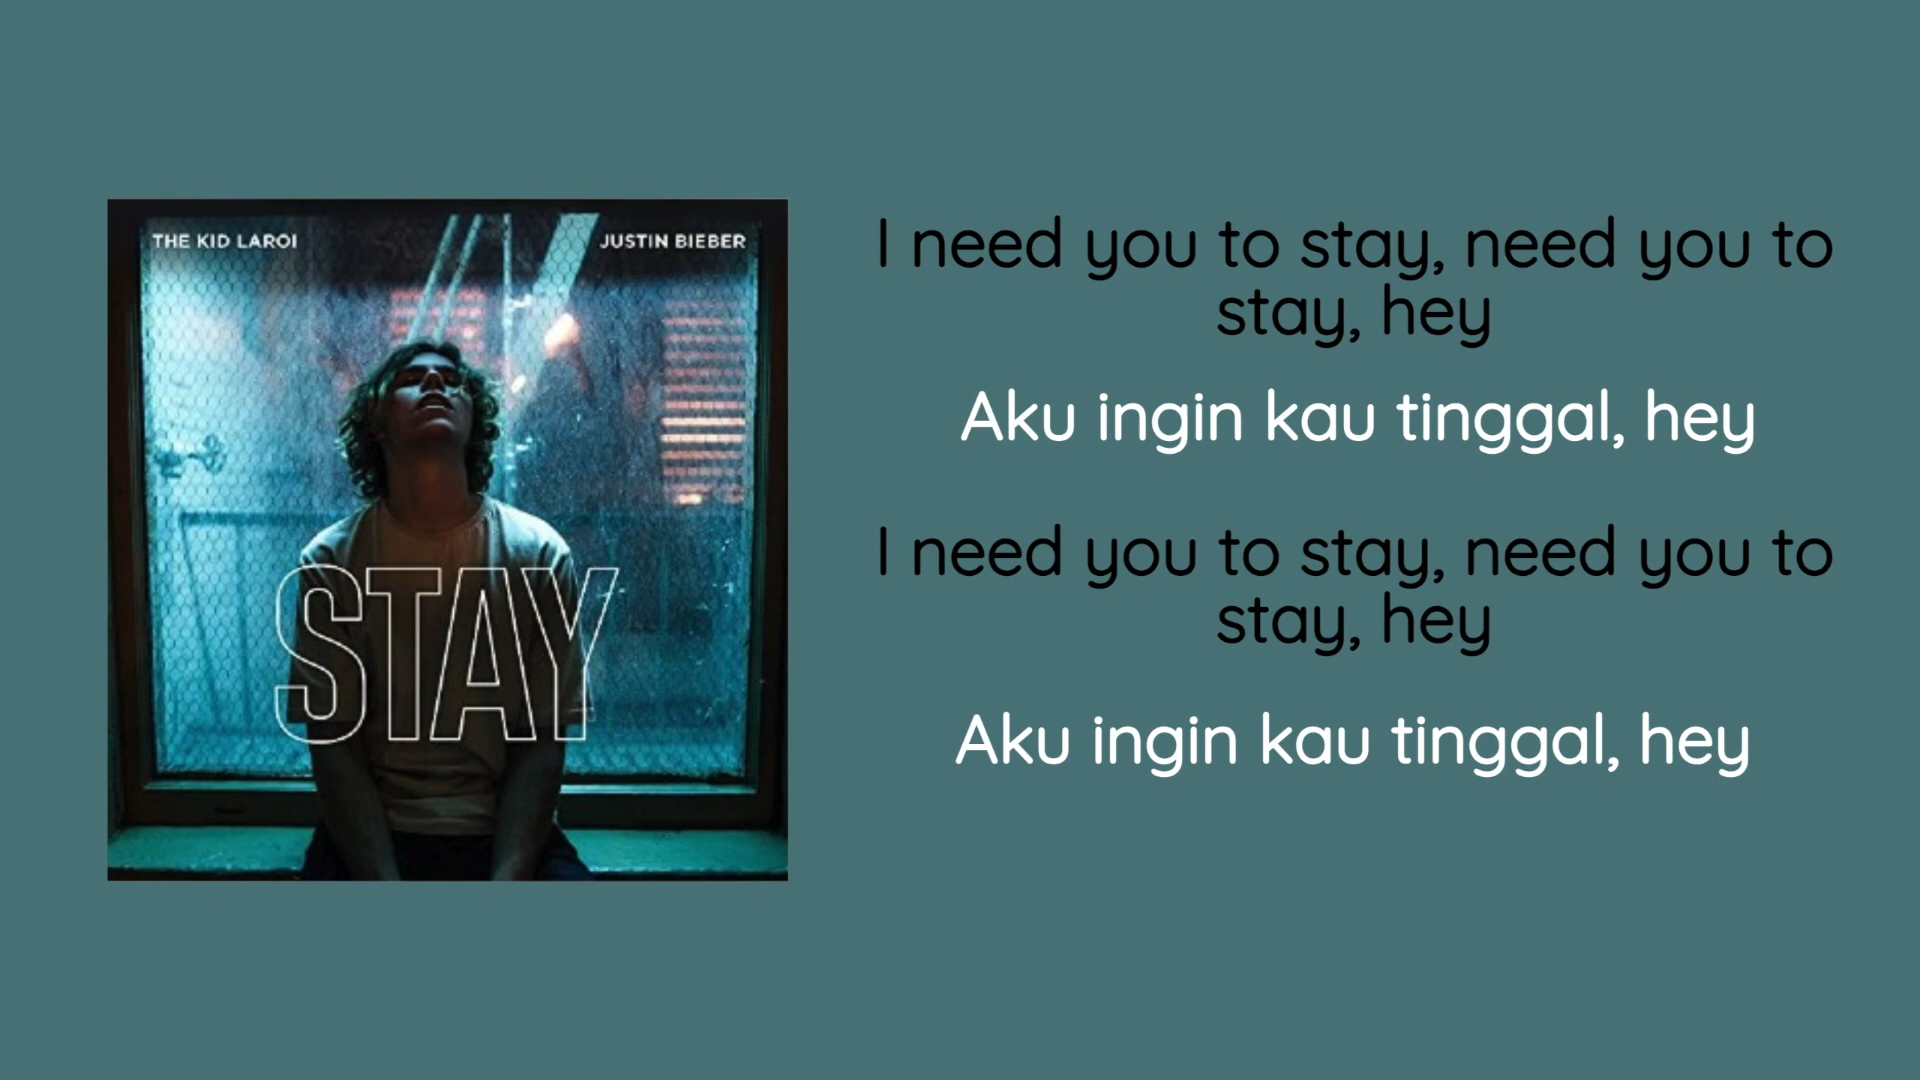 THE KID LAROI
JUSTIN BIEBER
STAY
I need you to stay, need you to
stay, hey
Aku ingin kau tinggal, hey
I need you to stay, need you to
stay, hey
Aku ingin kau tinggal, hey